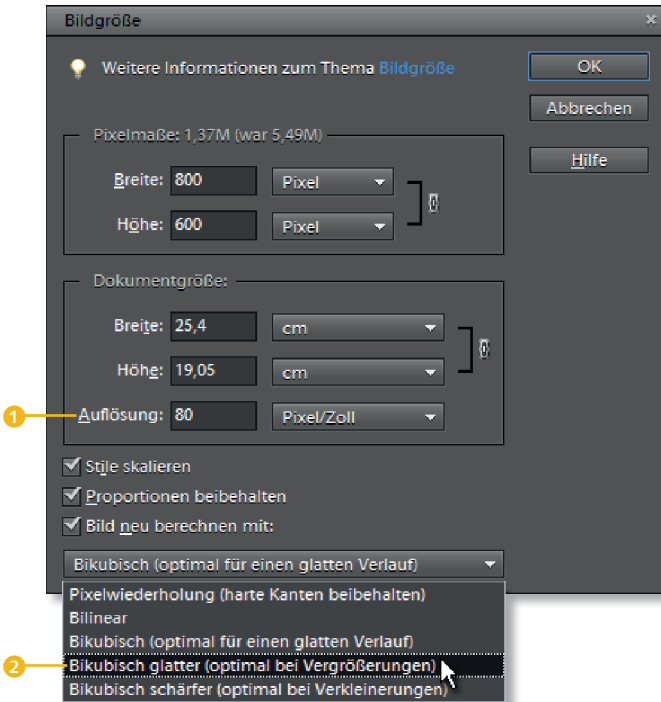 Bildgröße
Weitere Informationen zum Thema Bildgröße
OK
Abbrechen
Hilfe
Pixelmaße: 1,37M (war 5,49M)
Breite: 800 Pixel
Höhe: 600 Pixel
Dokumentgröße:
Breite: 25,4 cm
Höhe: 19,05 cm
1 Auflösung: 80 Pixel/Zoll
Stile skalieren
Proportionen beibehalten
Bild neu berechnen mit:
Bikubisch (optimal für einen glatten Verlauf)
Pixelwiederholung (harte Kanten beibehalten)
Bilinear
Bikubisch (optimal für einen glatten Verlauf)
2 Bikubisch glatter (optimal bei Vergrößerungen)
Bikubisch schärfer (optimal bei Verkleinerungen)